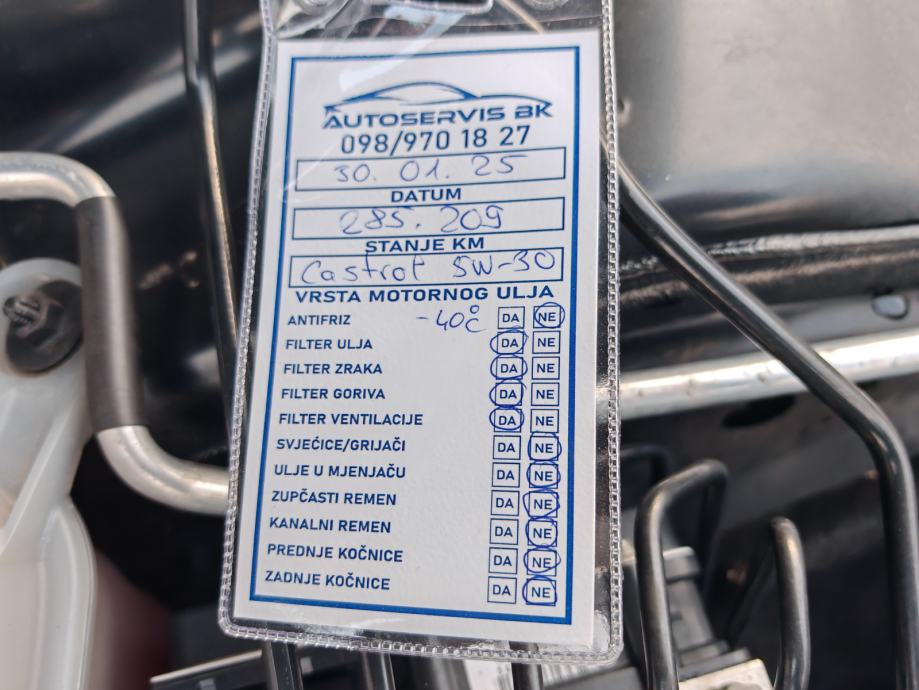 AUTOSERVIS BK
098/970 18 27
30. 01. 25
DATUM
285.209
STANJE KM
Castrol 5W-30
VRSTA MOTORNOG ULJA
ANTIFRIZ -40°C DA NE
FILTER ULJA DA NE
FILTER ZRAKA DA NE
FILTER GORIVA DA NE
FILTER VENTILACIJE DA NE
SVJEĆICE/GRIJAČI DA NE
ULJE U MJENJAČU DA NE
ZUPČASTI REMEN DA NE
KANALNI REMEN DA NE
PREDNJE KOČNICE DA NE
ZADNJE KOČNICE DA NE